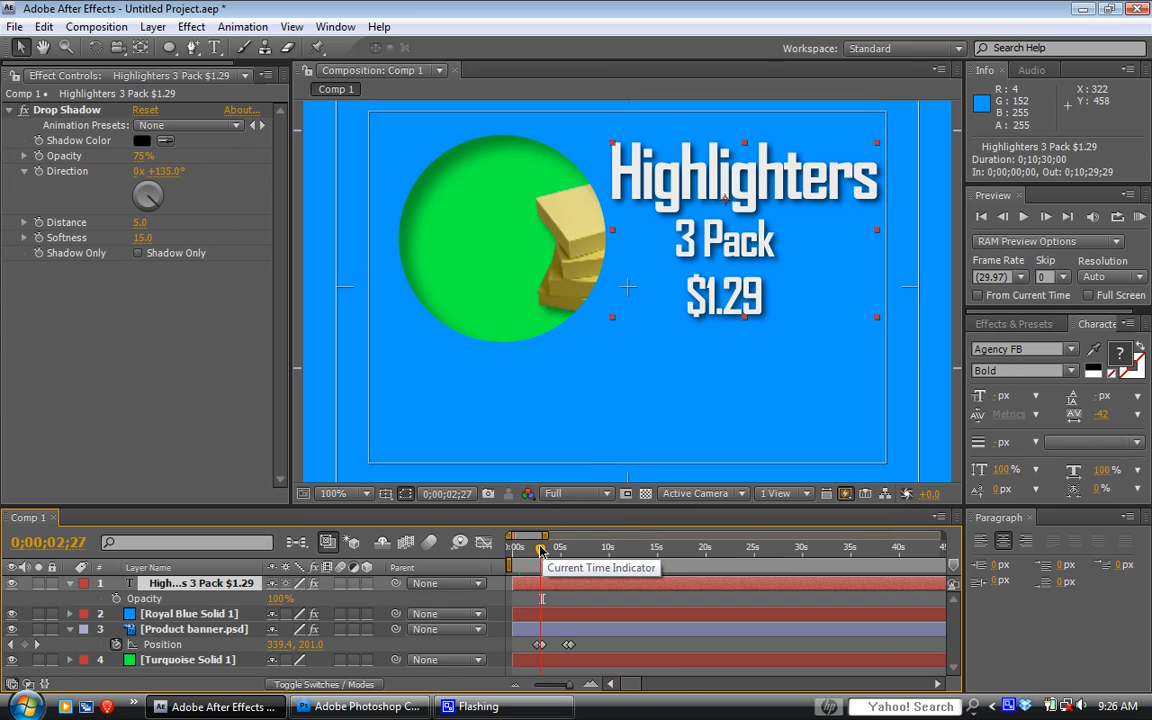 Adobe After Effects - Untitled Project.aep *
File Edit Composition Layer Effect Animation View Window Help
Workspace: Standard Search Help
Effect Controls: Highlighters 3 Pack $1.29
Comp 1 • Highlighters 3 Pack $1.29
fx Drop Shadow Reset About...
Animation Presets: None
Shadow Color
Opacity 75%
Direction 0x +135.0°
Distance 5.0
Softness 15.0
Shadow Only Shadow Only
Composition: Comp 1
Comp 1
Highlighters
3 Pack
$1.29
100% 0;00;02;27 Full Active Camera 1 View +0.0
Info Audio
R: 4 X: 322
G: 152 Y: 458
B: 255
A: 255
Highlighters 3 Pack $1.29
Duration: 0;10;30;00
In: 0;00;00;00, Out: 0;10;29;29
Preview
RAM Preview Options
Frame Rate Skip Resolution
(29.97) 0 Auto
From Current Time Full Screen
Effects & Presets Characte
Agency FB
Bold
- px - px
Metrics -42
- px
100% 100%
0 px 0 %
Paragraph
0 px 0 px 0 px
0 px 0 px
Comp 1
0;00;02;27
:00s 05s 10s 15s 20s 25s 30s 35s 40s 45
# Layer Name Parent
Current Time Indicator
1 T High...s 3 Pack $1.29 fx None
Opacity 100%
2 [Royal Blue Solid 1] fx None
3 [Product banner.psd] None
Position 339.4, 201.0
4 [Turquoise Solid 1] None
Toggle Switches / Modes
Adobe After Effects ... Adobe Photoshop C... Flashing hp Yahoo! Search 9:26 AM